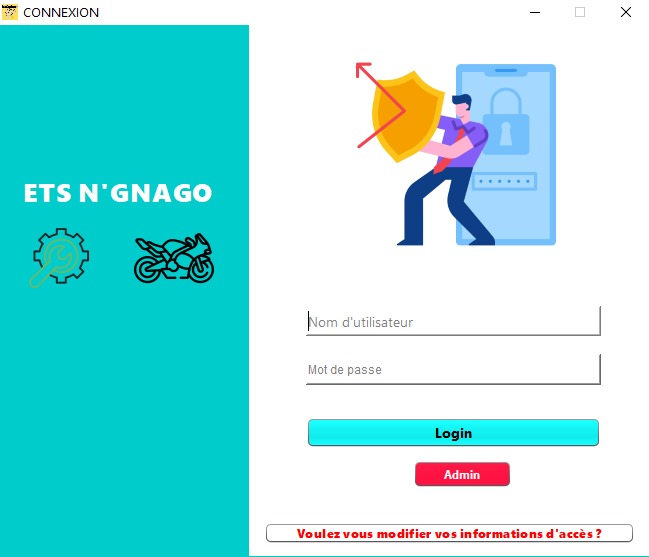 CONNEXION
ETS N'GNAGO
Nom d'utilisateur
Mot de passe
Login
Admin
Voulez vous modifier vos informations d'accès ?